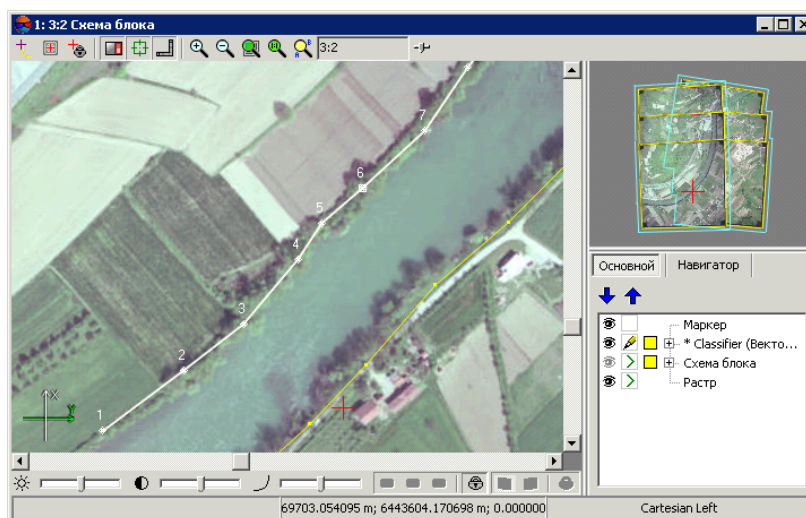 1: 3:2 Схема блока
3:2
7
6
5
4
3
2
1
X
Y
Основной
Навигатор
Маркер
* Classifier (Векто...
Схема блока
Растр
69703.054095 m; 6443604.170698 m; 0.000000
Cartesian Left